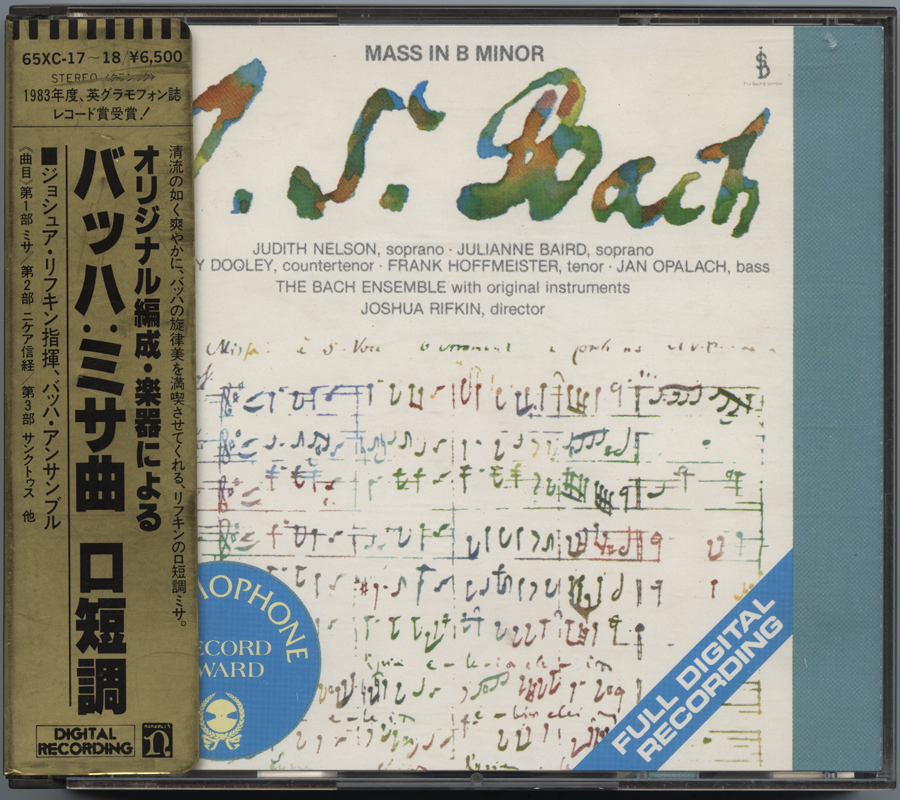 65XC-17～18/¥6,500
STEREO〈クラシック〉
1983年度、英グラモフォン誌
レコード賞受賞！
清流の如く爽やかに、バッハの旋律美を満喫させてくれる、リフキンのロ短調ミサ。
オリジナル編成・楽器による
バッハ:ミサ曲 ロ短調
■ジョシュア・リフキン指揮、バッハ・アンサンブル
《曲目》第1部 ミサ/第2部 ニケア信経/第3部 サンクトゥス 他
DIGITAL
RECORDING
nonesuch
MASS IN B MINOR
. S. Bach
JUDITH NELSON, soprano · JULIANNE BAIRD, soprano
Y DOOLEY, countertenor · FRANK HOFFMEISTER, tenor · JAN OPALACH, bass
THE BACH ENSEMBLE with original instruments
JOSHUA RIFKIN, director
OPHONE
ECORD
WARD
FULL DIGITAL
RECORDING